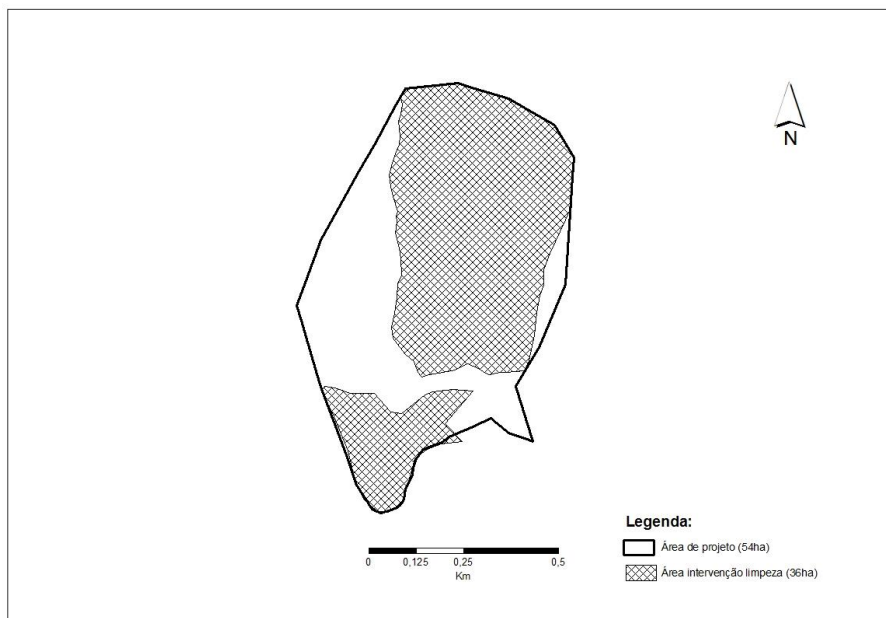 N
Legenda:
Área de projeto (54ha)
Área intervenção limpeza (36ha)
0 0,125 0,25 0,5
Km